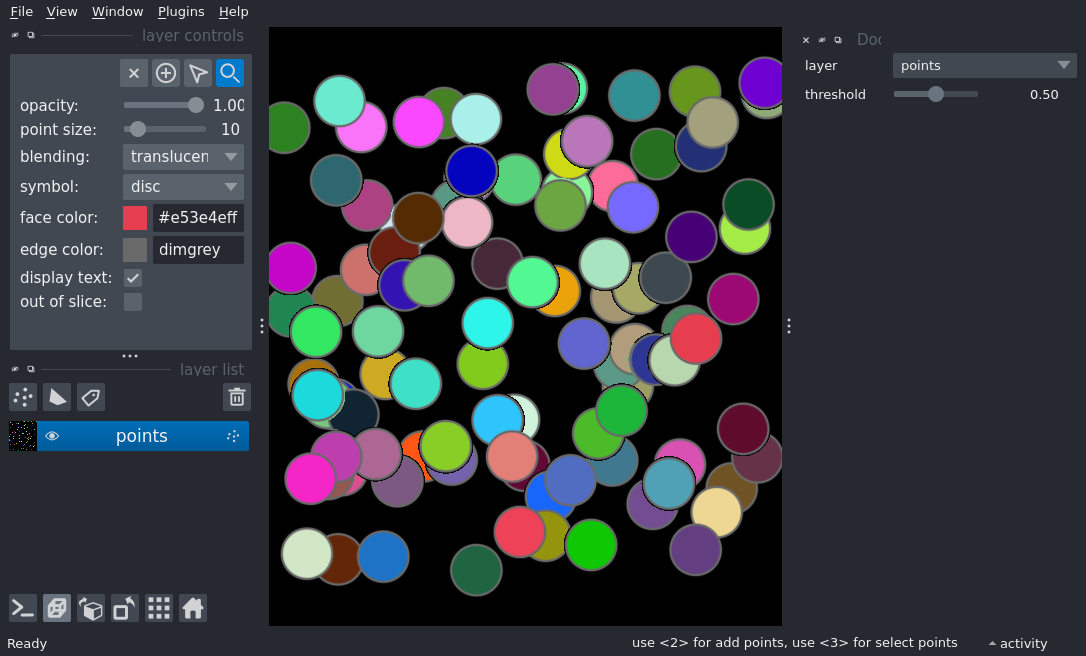 File View Window Plugins Help
layer controls
opacity: 1.00
point size: 10
blending: translucen
symbol: disc
face color: #e53e4eff
edge color: dimgrey
display text:
out of slice:
layer list
points
Doc
layer points
threshold 0.50
Ready
use <2> for add points, use <3> for select points
activity